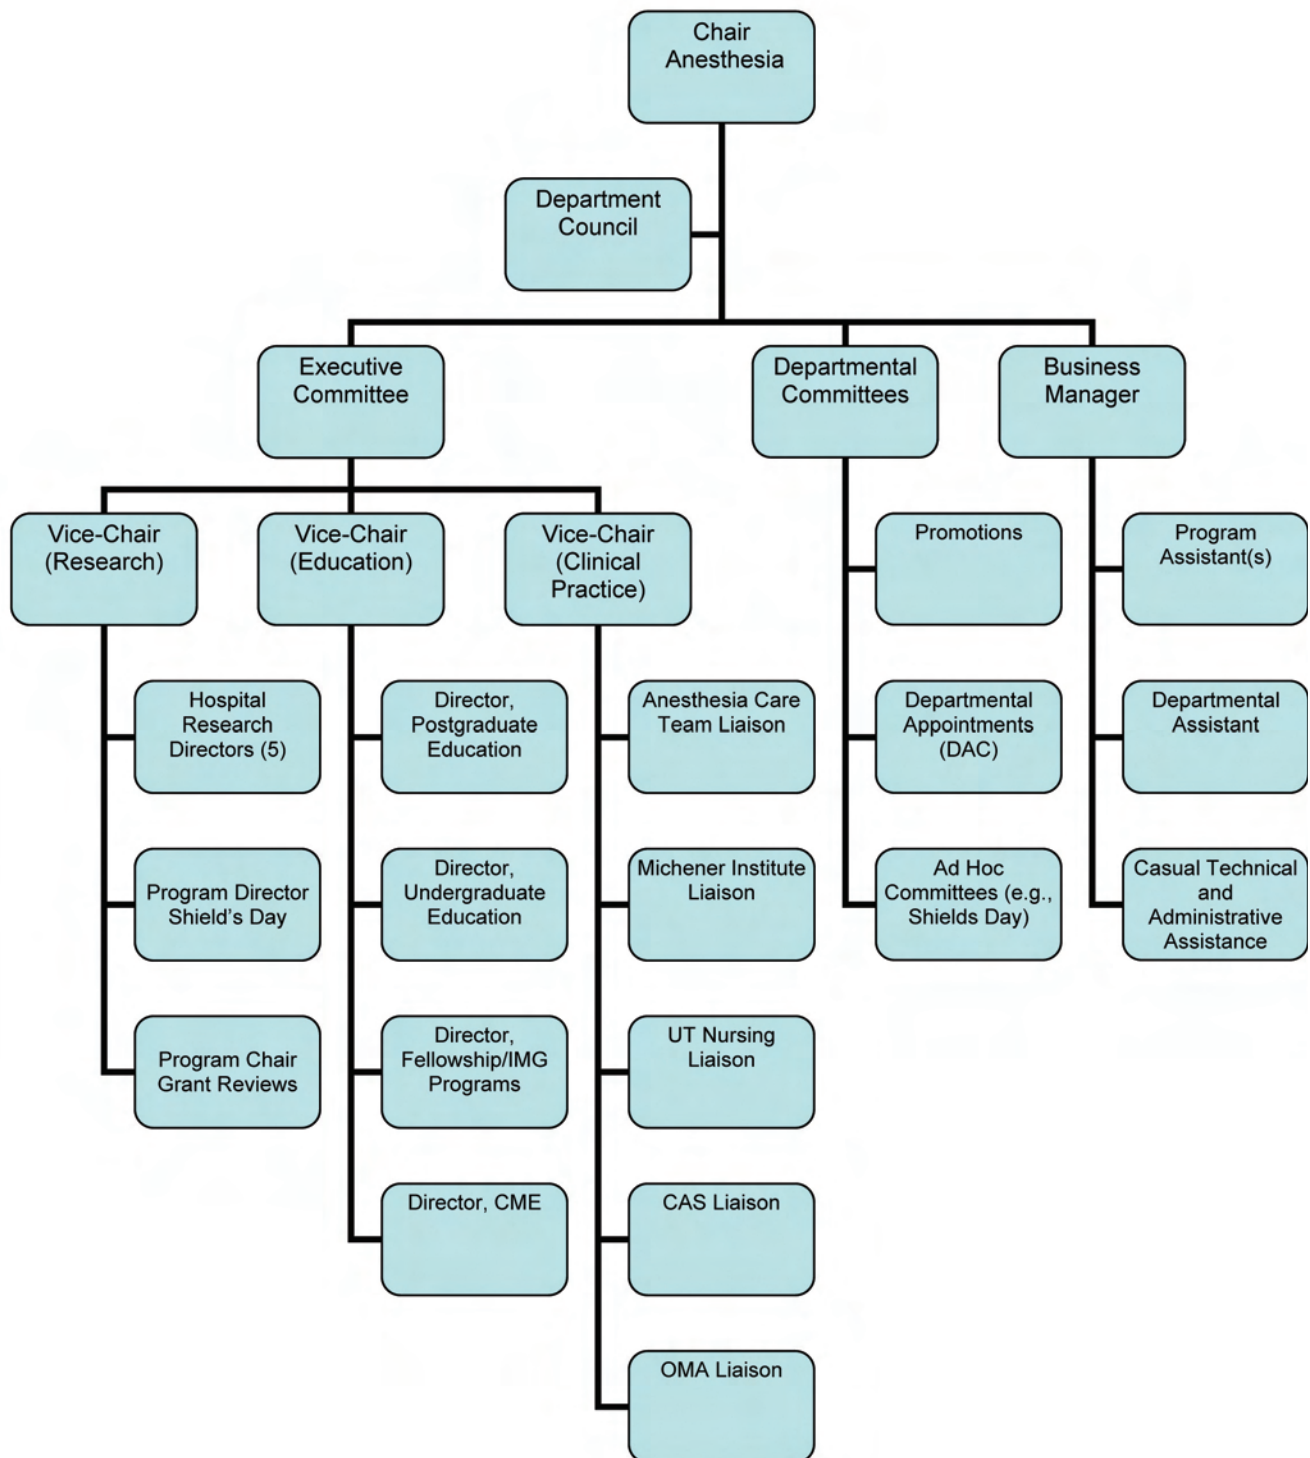 Chair
Anesthesia
Department
Council
Executive
Committee
Departmental
Committees
Business
Manager
Vice-Chair
(Research)
Vice-Chair
(Education)
Vice-Chair
(Clinical
Practice)
Promotions
Program
Assistant(s)
Hospital
Research
Directors (5)
Director,
Postgraduate
Education
Anesthesia Care
Team Liaison
Departmental
Appointments
(DAC)
Departmental
Assistant
Program Director
Shield's Day
Director,
Undergraduate
Education
Michener Institute
Liaison
Ad Hoc
Committees (e.g.,
Shields Day)
Casual Technical
and
Administrative
Assistance
Program Chair
Grant Reviews
Director,
Fellowship/IMG
Programs
UT Nursing
Liaison
Director, CME
CAS Liaison
OMA Liaison